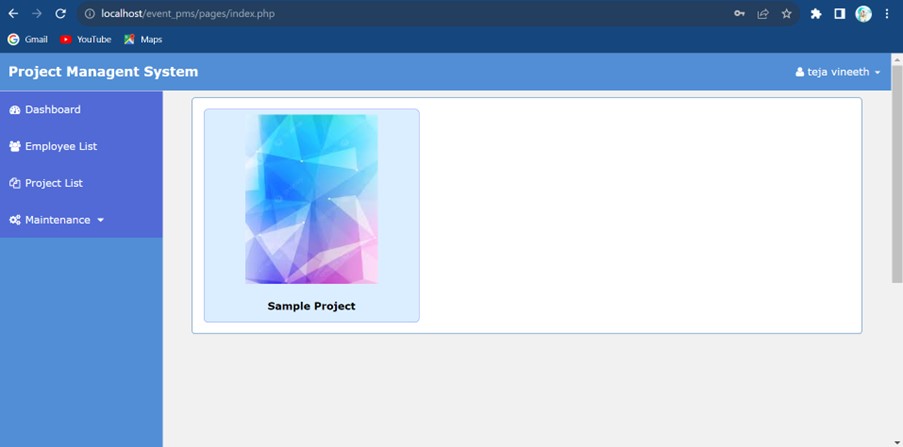 localhost/event_pms/pages/index.php
Gmail YouTube Maps
Project Managent System
teja vineeth
Dashboard
Employee List
Project List
Maintenance
Sample Project